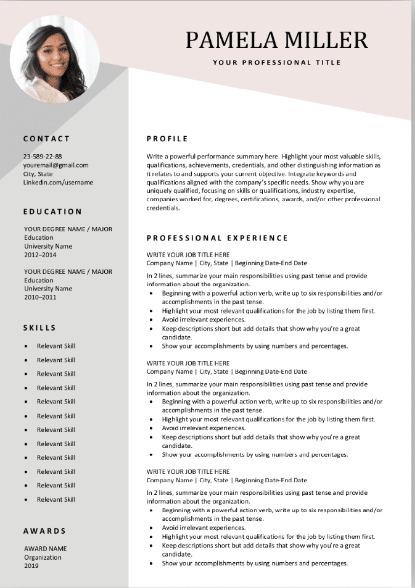 PAMELA MILLER
YOUR PROFESSIONAL TITLE
CONTACT
23-589-22-88
youremail@gmail.com
City, State
Linkedin.com/username
EDUCATION
YOUR DEGREE NAME / MAJOR
Education
University Name
2012–2014
YOUR DEGREE NAME / MAJOR
Education
University Name
2010–2011
SKILLS
• Relevant Skill
• Relevant Skill
• Relevant Skill
• Relevant Skill
• Relevant Skill
• Relevant Skill
• Relevant Skill
• Relevant Skill
• Relevant Skill
• Relevant Skill
• Relevant Skill
• Relevant Skill
AWARDS
AWARD NAME
Organization
2019
PROFILE
Write a powerful performance summary here. Highlight your most valuable skills,
qualifications, achievements, credentials, and other distinguishing information as
it relates to and supports your objective. Integrate keywords and
qualifications aligned with the company's specific needs. Show why you are
uniquely qualified, focusing on skills or qualifications, industry expertise,
companies worked for, degrees, certifications, awards, and/or other professional
credentials.
PROFESSIONAL EXPERIENCE
WRITE YOUR JOB TITLE HERE
Company Name | City, State | Beginning Date-End Date
In 2 lines, summarize your main responsibilities using past tense and provide
information about the organization.
• Beginning with a powerful action verb, write up to six responsibilities and/or
accomplishments in the past tense.
• Highlight your most relevant qualifications for the job by listing them first.
• Avoid irrelevant experiences.
• Keep descriptions short but add details that show why you're a great
candidate.
• Show your accomplishments by using numbers and percentages.
WRITE YOUR JOB TITLE HERE
Company Name | City, State | Beginning Date-End Date
In 2 lines, summarize your main responsibilities using past tense and provide
information about the organization.
• Beginning with a powerful action verb, write up to six responsibilities and/or
accomplishments in the past tense.
• Highlight your most relevant qualifications for the job by listing them first.
• Avoid irrelevant experiences.
• Keep descriptions short but add details that show why you're a great
candidate.
• Show your accomplishments by using numbers and percentages.
WRITE YOUR JOB TITLE HERE
Company Name | City, State | Beginning Date-End Date
In 2 lines, summarize your main responsibilities using past tense and provide
information about the organization.
• Beginning with a powerful action verb, write up to six responsibilities and/or
accomplishments in the past tense.
• Avoid irrelevant experiences.
• Highlight your most relevant qualifications for the job by listing them first.
• Keep descriptions short but add details that show why you're a great
candidate.
• Show your accomplishments by using numbers and percentages.